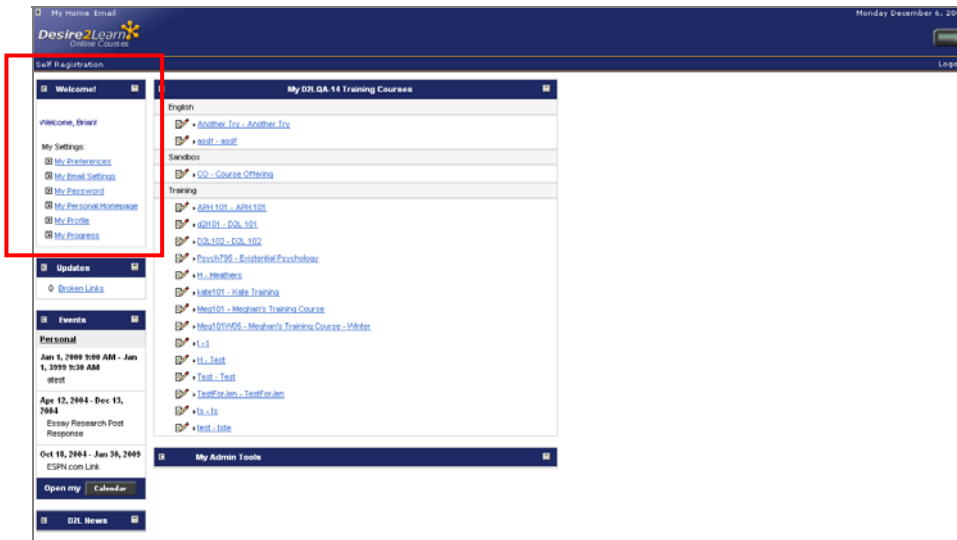 My Home Email
Monday December 6, 20
Desire2Learn
Online Courses
Self Registration
Logo
Welcome!
Welcome, Brian!
My Settings:
My Preferences
My Email Settings
My Password
My Personal Homepage
My Profile
My Progress
Updates
0 Broken Links
Events
Personal
Jan 1, 2000 9:00 AM - Jan
1, 3999 9:30 AM
atest
Apr 12, 2004 - Dec 13,
2004
Essay Research Post
Response
Oct 18, 2004 - Jan 30, 2009
ESPN.com Link
Open my Calendar
D2L News
My D2LQA-14 Training Courses
English
Another Try - Another Try
asdf - asdf
Sandbox
CO - Course Offering
Training
APH 101 - APH 101
d2l101 - D2L 101
D2L102 - D2L 102
Psych795 - Existential Psychology
H - Heathers
kate101 - Kate Training
Meg101 - Meghan's Training Course
Meg101W05 - Meghan's Training Course - Winter
t - t
H - Test
Test - Test
TestForJen - TestForJen
ts - ts
test - tste
My Admin Tools